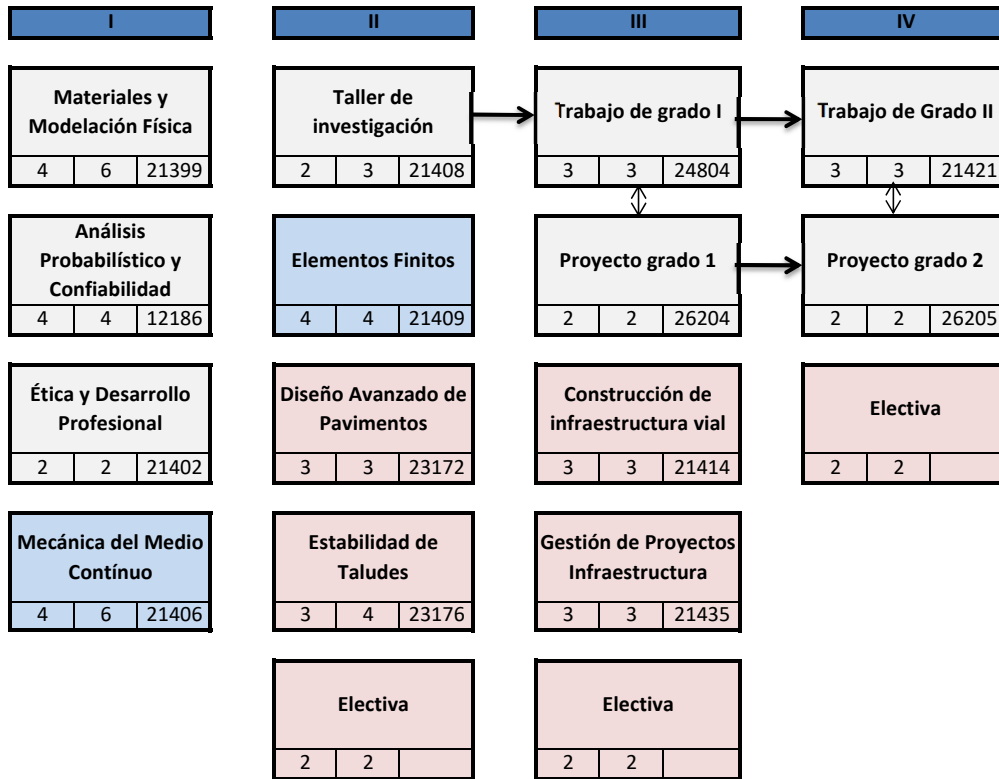 I
II
III
IV
Materiales y
Modelación Física
4 6 21399
Taller de
investigación
2 3 21408
Trabajo de grado I
3 3 24804
Trabajo de Grado II
3 3 21421
Análisis
Probabilístico y
Confiabilidad
4 4 12186
Elementos Finitos
4 4 21409
Proyecto grado 1
2 2 26204
Proyecto grado 2
2 2 26205
Ética y Desarrollo
Profesional
2 2 21402
Diseño Avanzado de
Pavimentos
3 3 23172
Construcción de
infraestructura vial
3 3 21414
Electiva
2 2
Mecánica del Medio
Contínuo
4 6 21406
Estabilidad de
Taludes
3 4 23176
Gestión de Proyectos
Infraestructura
3 3 21435
Electiva
2 2
Electiva
2 2